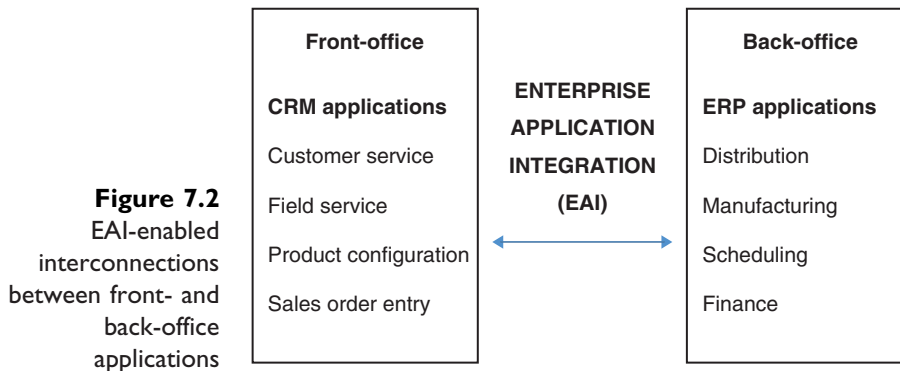 Front-office
CRM applications
Customer service
Field service
Product configuration
Sales order entry
ENTERPRISE
APPLICATION
INTEGRATION
(EAI)
Back-office
ERP applications
Distribution
Manufacturing
Scheduling
Finance
Figure 7.2
EAI-enabled
interconnections
between front- and
back-office
applications